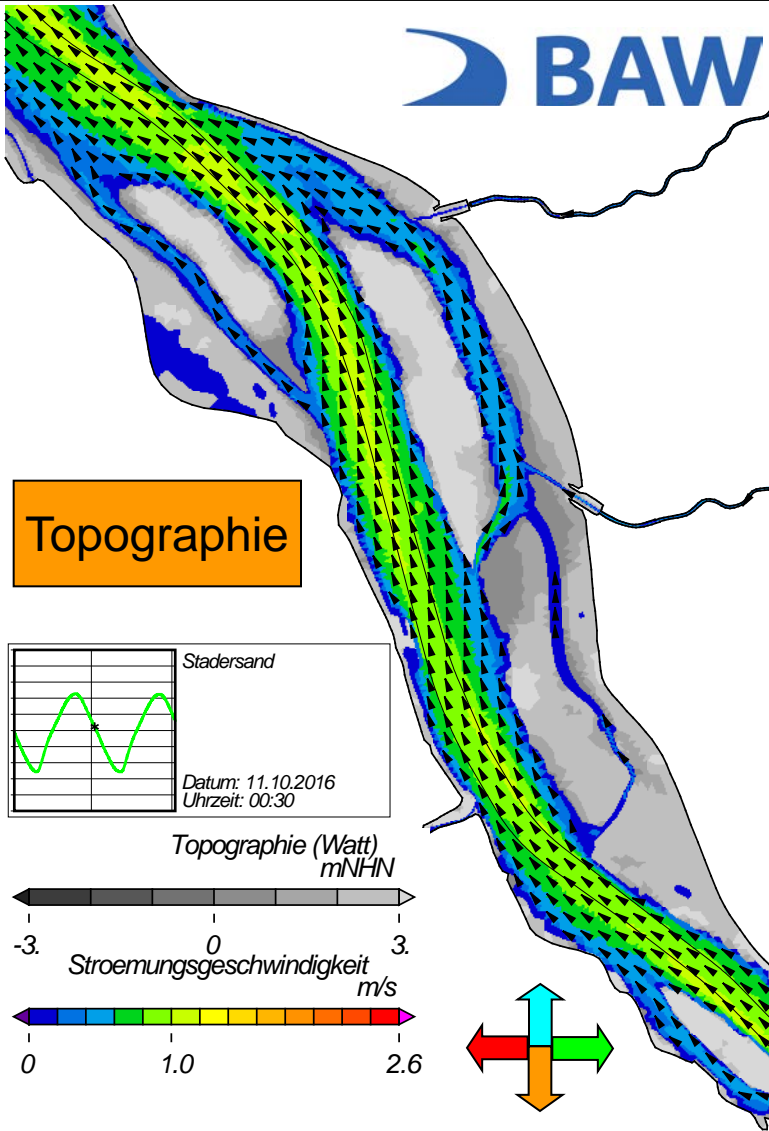 BAW
Topographie
Stadersand
Datum: 11.10.2016
Uhrzeit: 00:30
Topographie (Watt)
mNHN
-3. 0 3.
Stroemungsgeschwindigkeit
m/s
0 1.0 2.6